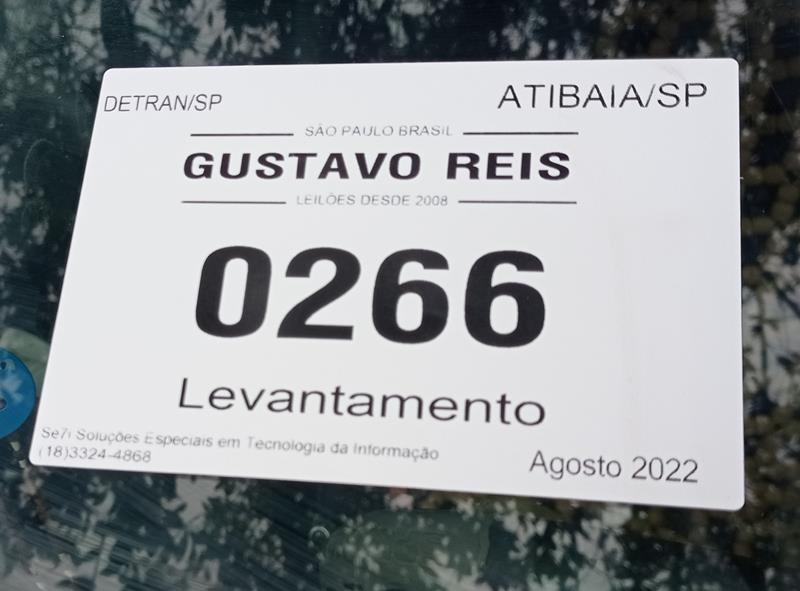 DETRAN/SP
ATIBAIA/SP
SÃO PAULO BRASIL
GUSTAVO REIS
LEILÕES DESDE 2008
0266
Levantamento
Se7i Soluções Especiais em Tecnologia da Informação
(18)3324-4868
Agosto 2022